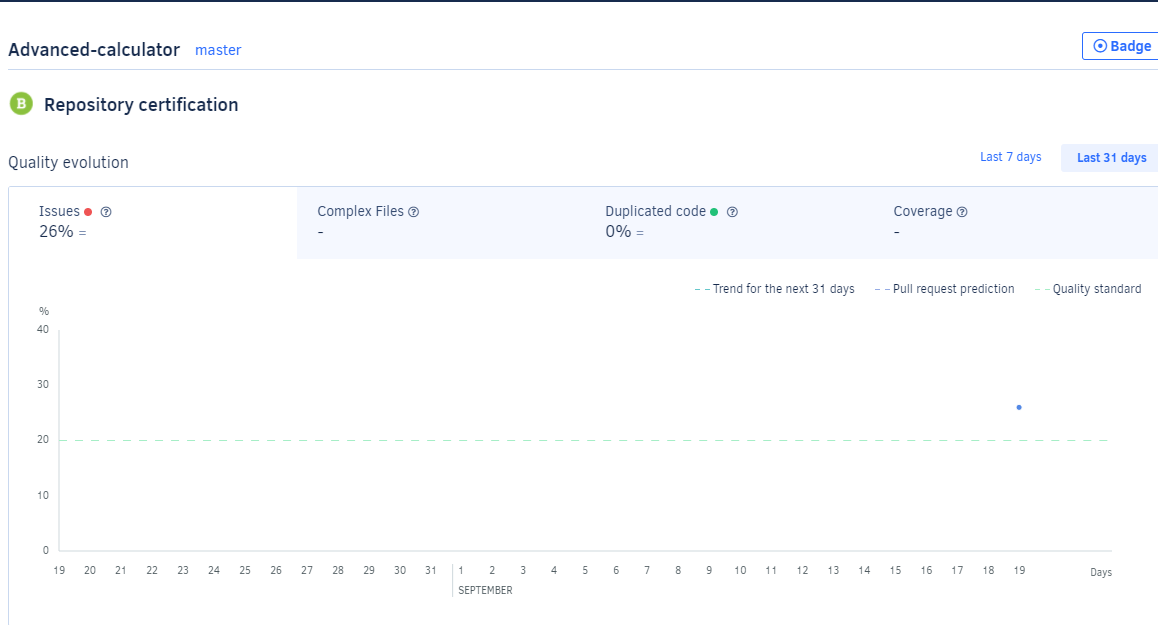 Advanced-calculator master
Badge
B Repository certification
Quality evolution
Last 7 days Last 31 days
Issues
26% =
Complex Files
-
Duplicated code
0% =
Coverage
-
Trend for the next 31 days Pull request prediction Quality standard
%
40
30
20
10
0
19 20 21 22 23 24 25 26 27 28 29 30 31 1 2 3 4 5 6 7 8 9 10 11 12 13 14 15 16 17 18 19 Days
SEPTEMBER